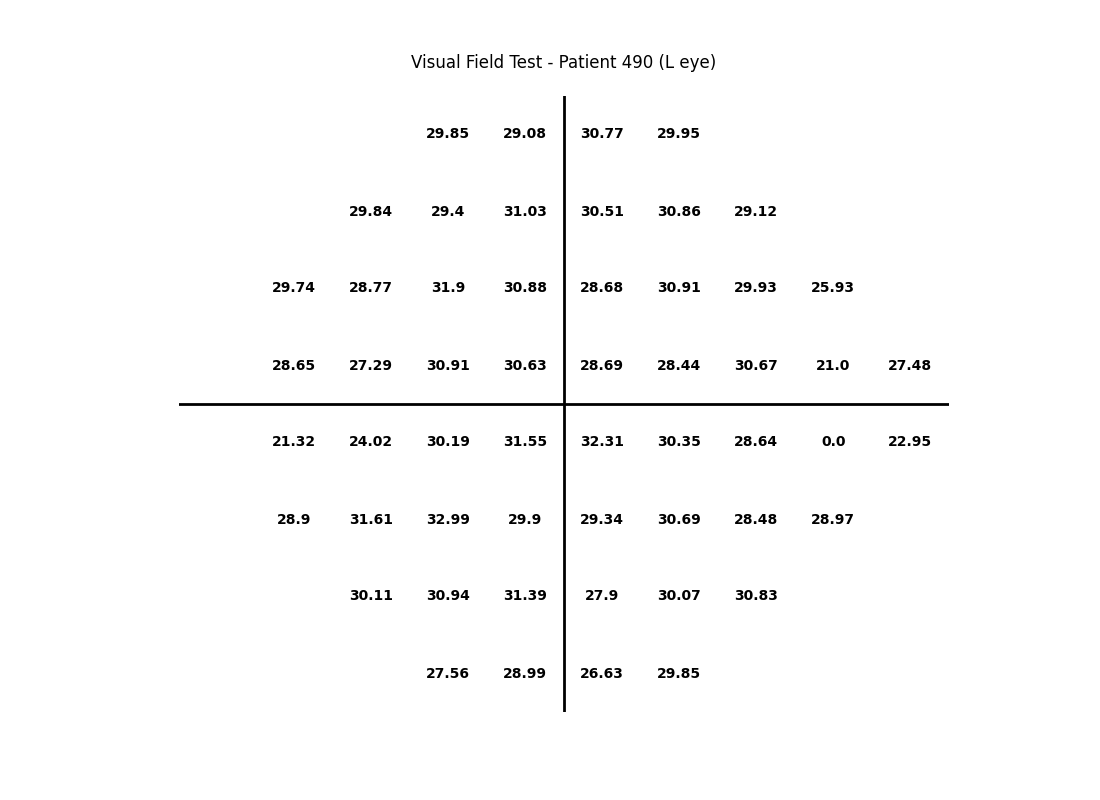 Visual Field Test - Patient 490 (L eye)
29.85 29.08 30.77 29.95
29.84 29.4 31.03 30.51 30.86 29.12
29.74 28.77 31.9 30.88 28.68 30.91 29.93 25.93
28.65 27.29 30.91 30.63 28.69 28.44 30.67 21.0 27.48
21.32 24.02 30.19 31.55 32.31 30.35 28.64 0.0 22.95
28.9 31.61 32.99 29.9 29.34 30.69 28.48 28.97
30.11 30.94 31.39 27.9 30.07 30.83
27.56 28.99 26.63 29.85